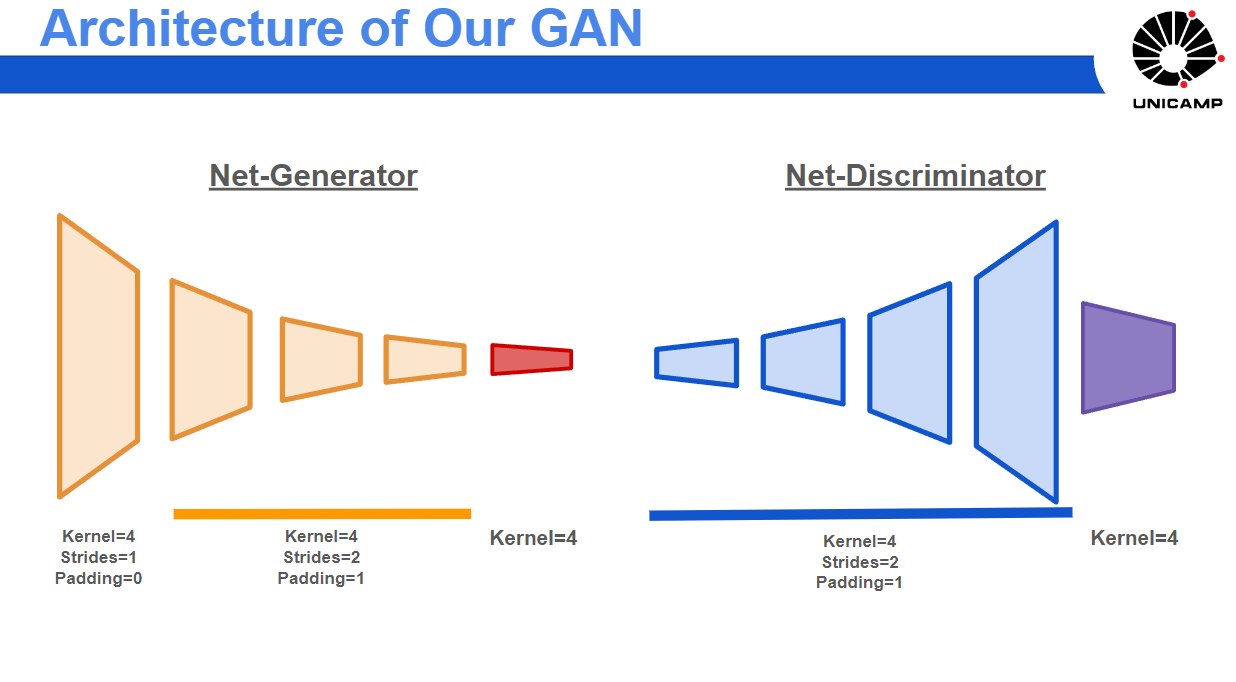 Architecture of Our GAN
UNICAMP
Net-Generator
Net-Discriminator
Kernel=4
Strides=1
Padding=0
Kernel=4
Strides=2
Padding=1
Kernel=4
Kernel=4
Strides=2
Padding=1
Kernel=4